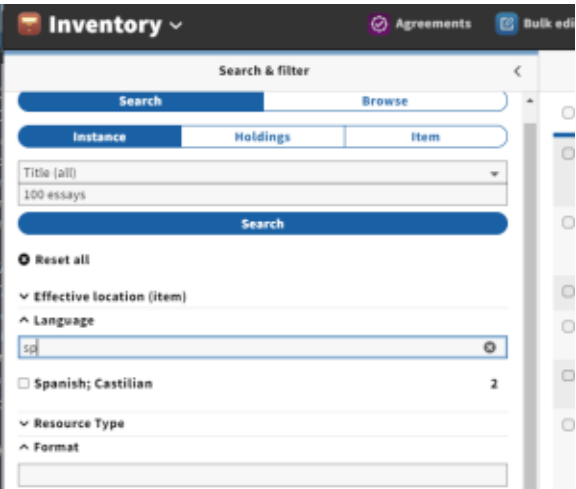 Inventory
Agreements
Bulk edi
Search & filter
Search Browse
Instance Holdings Item
Title (all)
100 essays
Search
Reset all
Effective location (item)
Language
sp
Spanish; Castilian 2
Resource Type
Format